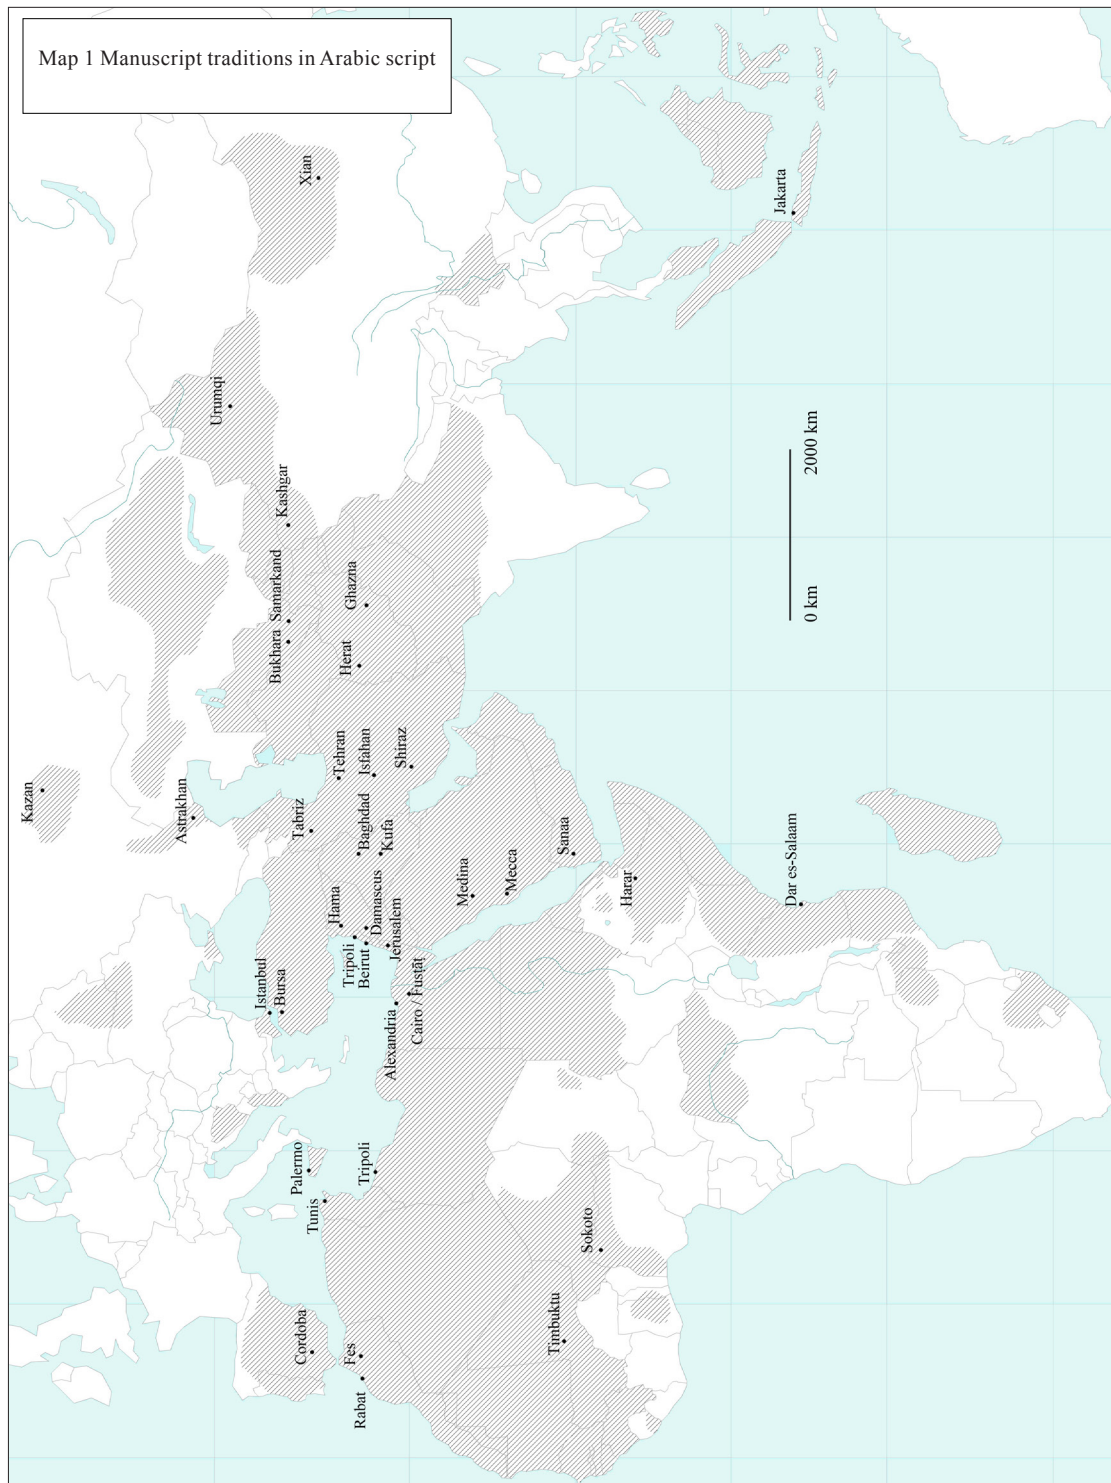 Map 1 Manuscript traditions in Arabic script
Kazan
Astrakhan
Urumqi
Xian
Kashgar
Samarkand
Bukhara
Ghazna
Herat
Tehran
Isfahan
Shiraz
Tabriz
Baghdad
Kufa
Hama
Damascus
Tripoli
Beirut
Jerusalem
Istanbul
Bursa
Alexandria
Cairo / Fusṭāṭ
Medina
Mecca
Sanaa
Harar
Dar es-Salaam
Jakarta
Palermo
Tunis
Tripoli
Cordoba
Fes
Rabat
Timbuktu
Sokoto
0 km
2000 km